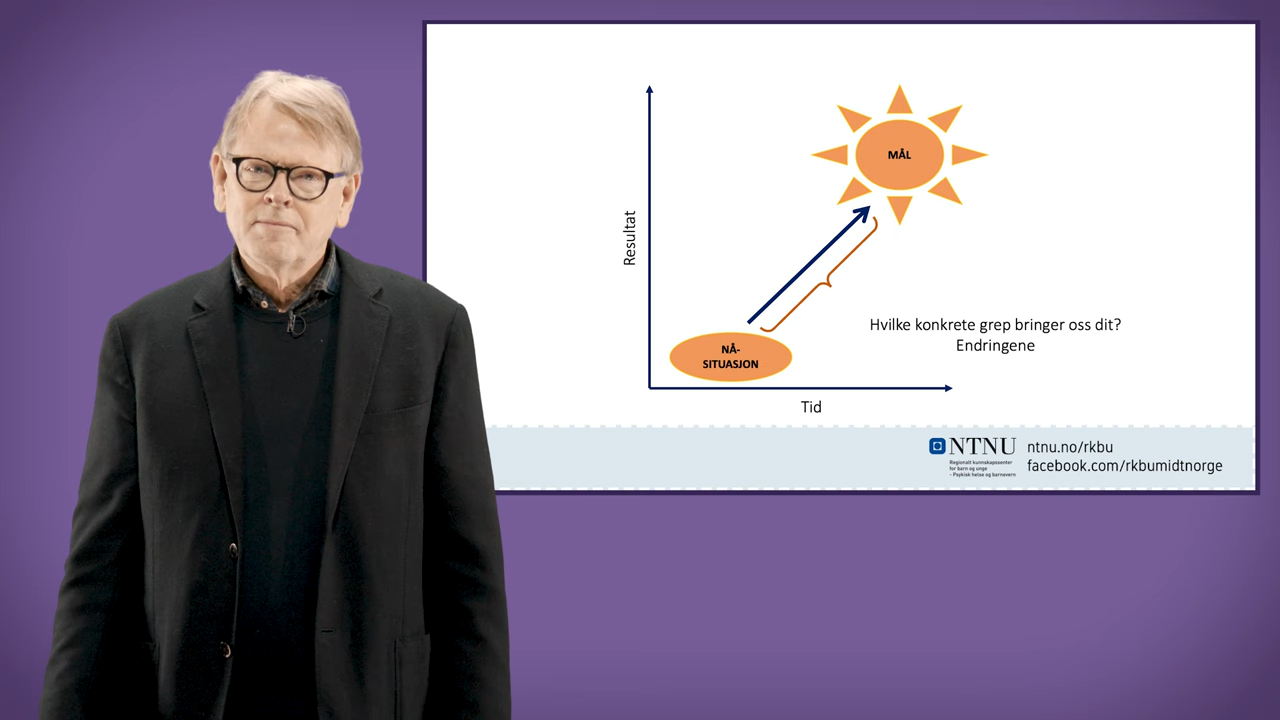 MÅL
Resultat
NÅ-
SITUASJON
Hvilke konkrete grep bringer oss dit?
Endringene
Tid
NTNU
Regionalt kunnskapssenter
for barn og unge
- Psykisk helse og barnevern
ntnu.no/rkbu
facebook.com/rkbumidtnorge